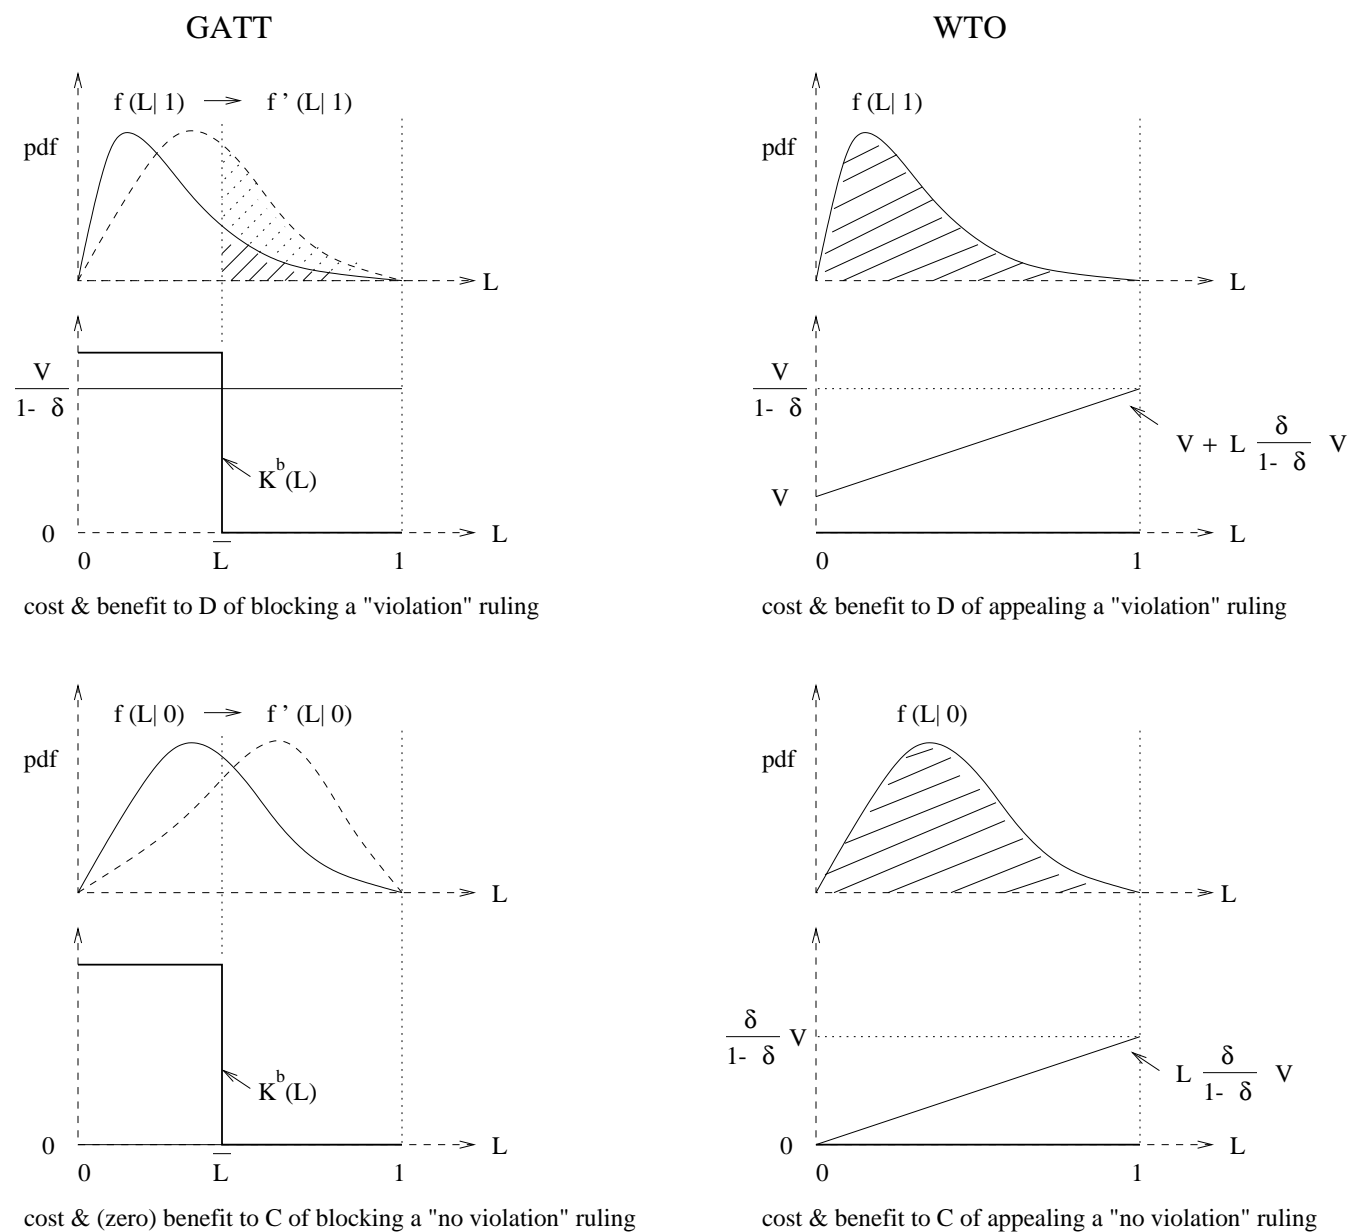 GATT
WTO
f (L| 1) → f ' (L| 1)
pdf
L
V
1- δ
K^b(L)
0
L
0
L̅
1
cost & benefit to D of blocking a "violation" ruling
f (L| 1)
pdf
L
V
1- δ
V + L δ/1- δ V
V
L
0
1
cost & benefit to D of appealing a "violation" ruling
f (L| 0) → f ' (L| 0)
pdf
L
K^b(L)
0
L
0
L̅
1
cost & (zero) benefit to C of blocking a "no violation" ruling
f (L| 0)
pdf
L
δ/1- δ V
L δ/1- δ V
0
L
0
1
cost & benefit to C of appealing a "no violation" ruling